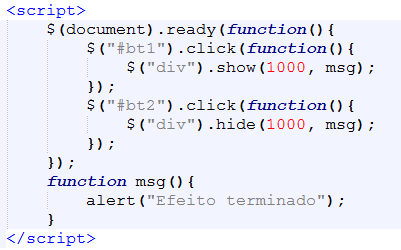 <script>
    $(document).ready(function(){
        $("#bt1").click(function(){
            $("div").show(1000, msg);
        });
        $("#bt2").click(function(){
            $("div").hide(1000, msg);
        });
    });
    function msg(){
        alert("Efeito terminado");
    }
</script>